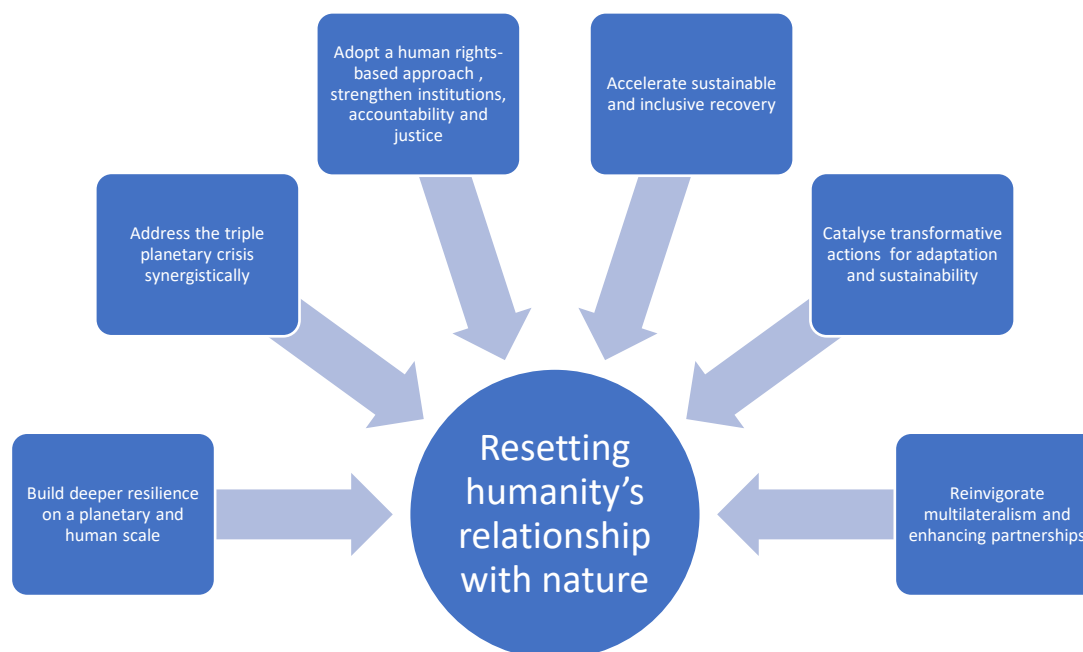 Adopt a human rights-
based approach ,
strengthen institutions,
accountability and
justice
Accelerate sustainable
and inclusive recovery
Address the triple
planetary crisis
synergistically
Catalyse transformative
actions for adaptation
and sustainability
Build deeper resilience
on a planetary and
human scale
Resetting
humanity’s
relationship
with nature
Reinvigorate
multilateralism and
enhancing partnerships